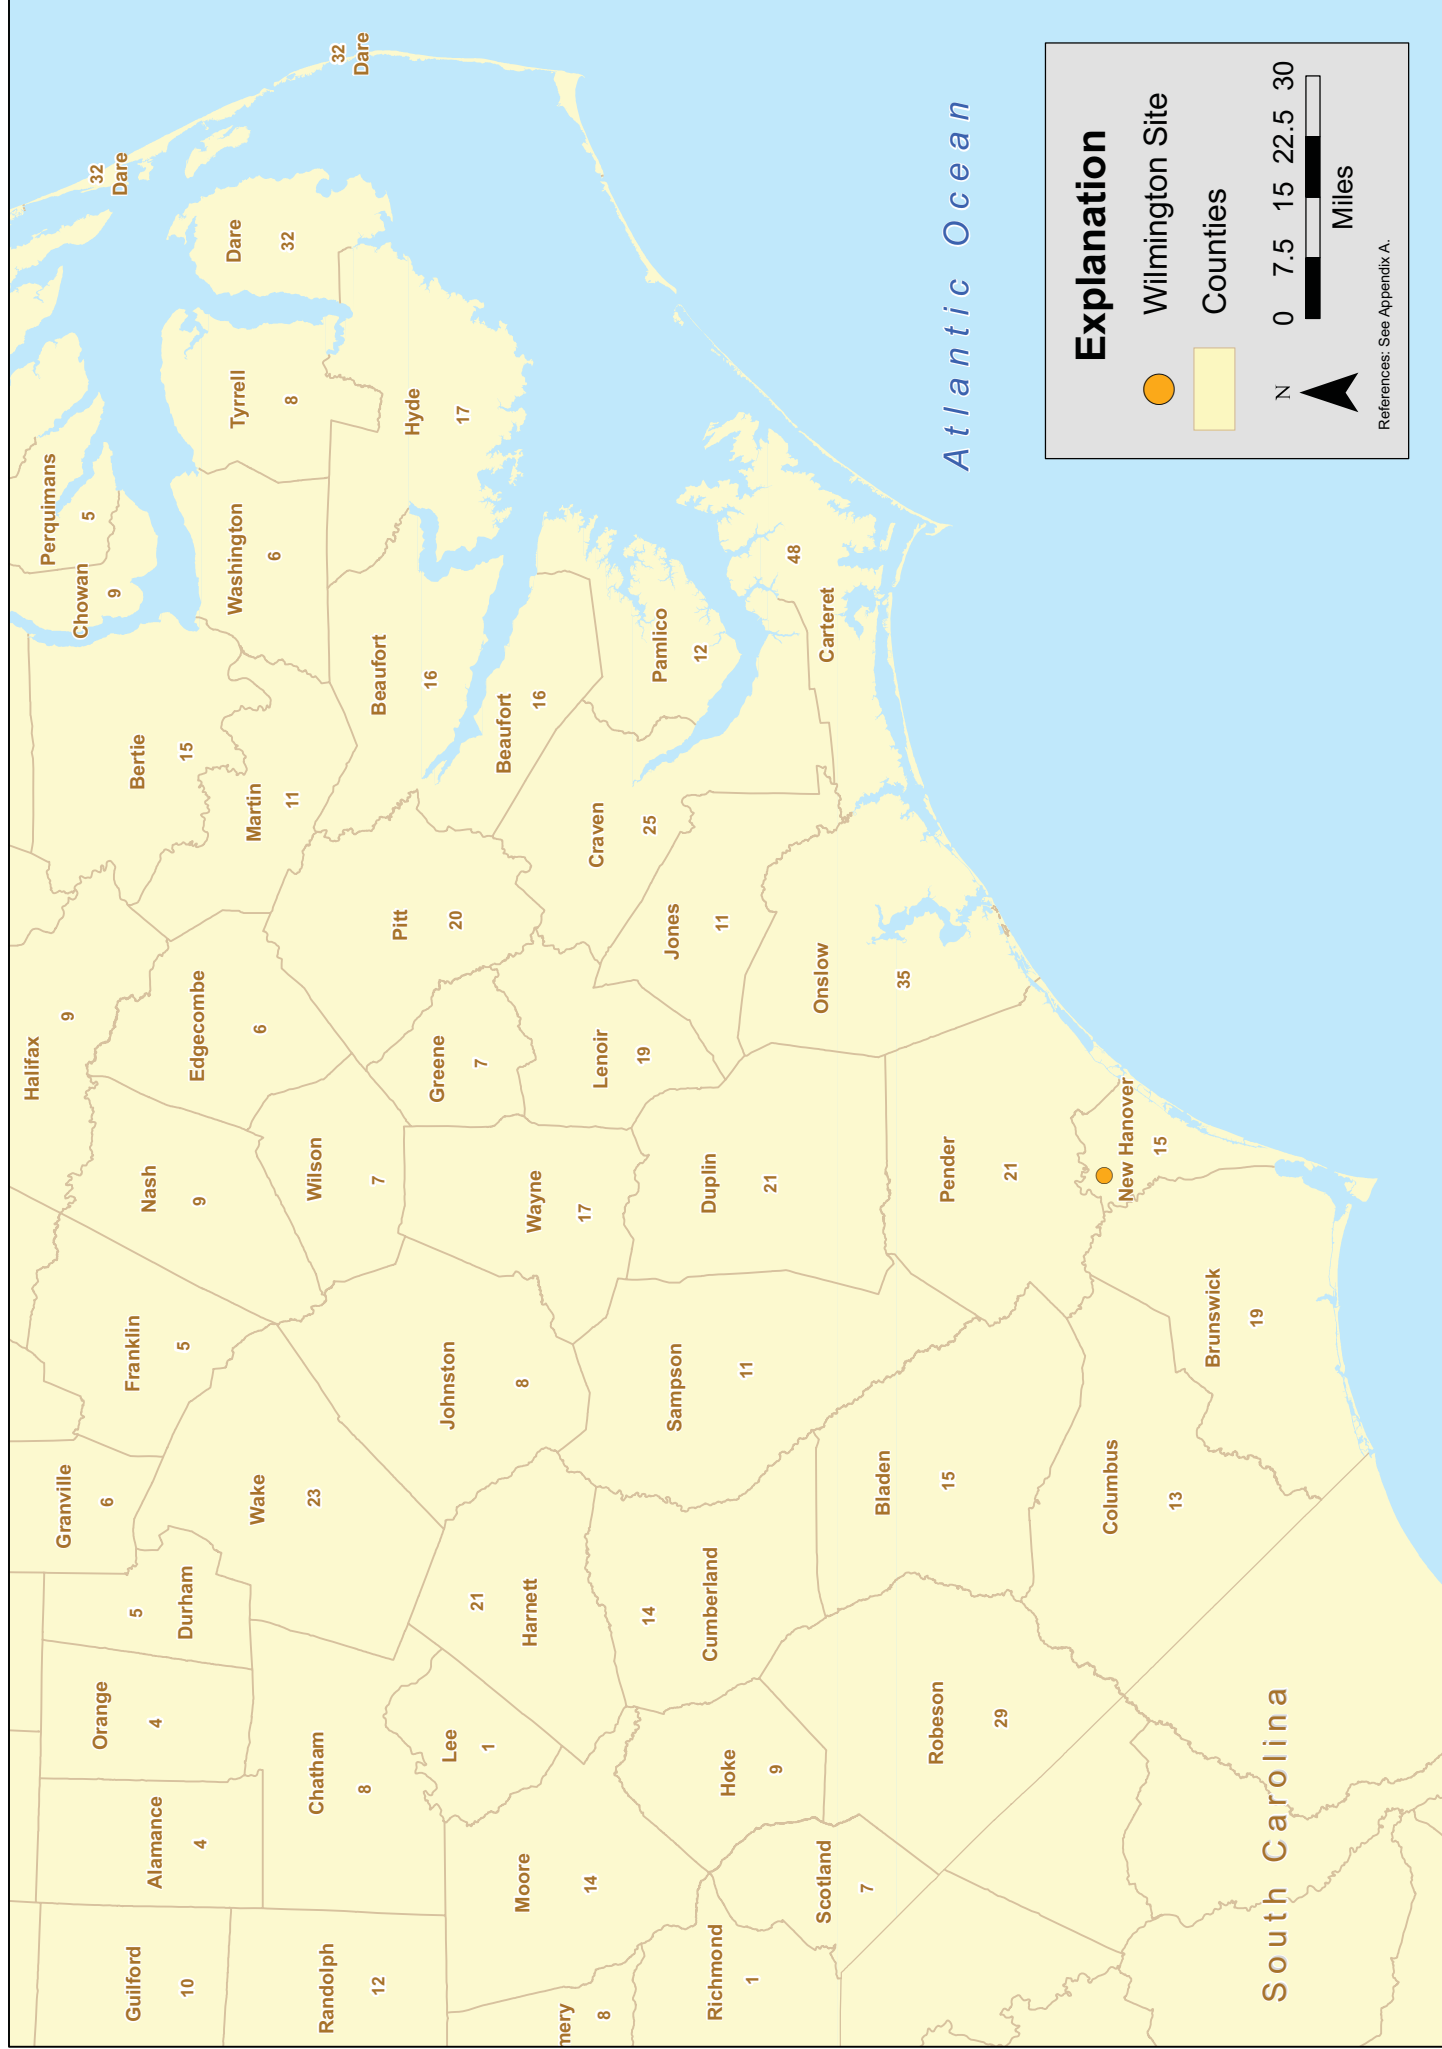 Guilford
10
Alamance
4
Orange
4
5
Durham
Granville
6
Franklin
5
Nash
9
Halifax
9
Edgecombe
6
Bertie
15
Martin
11
Chowan
9
Perquimans
5
Washington
6
Tyrrell
8
Dare
32
32
Dare
32
Dare
Randolph
12
Chatham
8
Wake
23
Wilson
7
Pitt
20
Beaufort
16
Hyde
17
Lee
1
21
Harnett
Johnston
8
Greene
7
Beaufort
16
Moore
14
mery
8
Wayne
17
Lenoir
19
Craven
25
Pamlico
12
Richmond
1
Hoke
9
14
Cumberland
Sampson
11
Duplin
21
Jones
11
48
Carteret
Scotland
7
Robeson
29
Bladen
15
Pender
21
Onslow
35
Columbus
13
Brunswick
19
New Hanover
15
South Carolina
Atlantic Ocean
Explanation
Wilmington Site
Counties
N
0 7.5 15 22.5 30
Miles
References: See Appendix A.